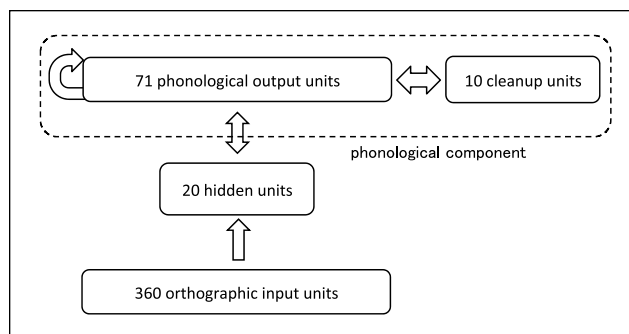 71 phonological output units
10 cleanup units
phonological component
20 hidden units
360 orthographic input units